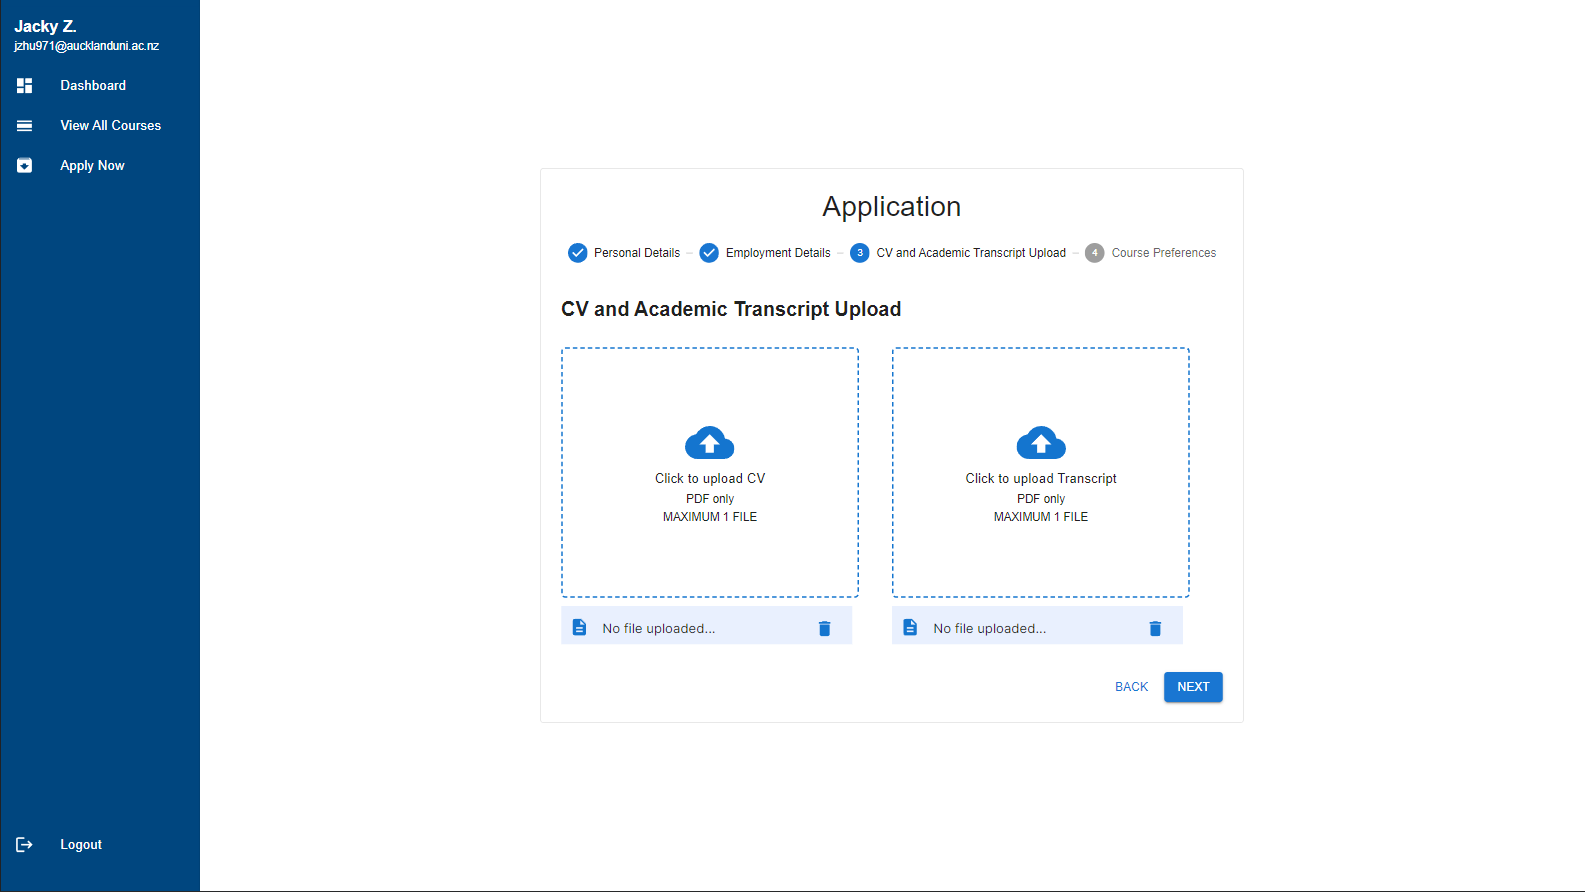 Jacky Z.
jzhu971@aucklanduni.ac.nz
Dashboard
View All Courses
Apply Now
Logout
Application
Personal Details
Employment Details
3 CV and Academic Transcript Upload
4 Course Preferences
CV and Academic Transcript Upload
Click to upload CV
PDF only
MAXIMUM 1 FILE
No file uploaded...
Click to upload Transcript
PDF only
MAXIMUM 1 FILE
No file uploaded...
BACK
NEXT